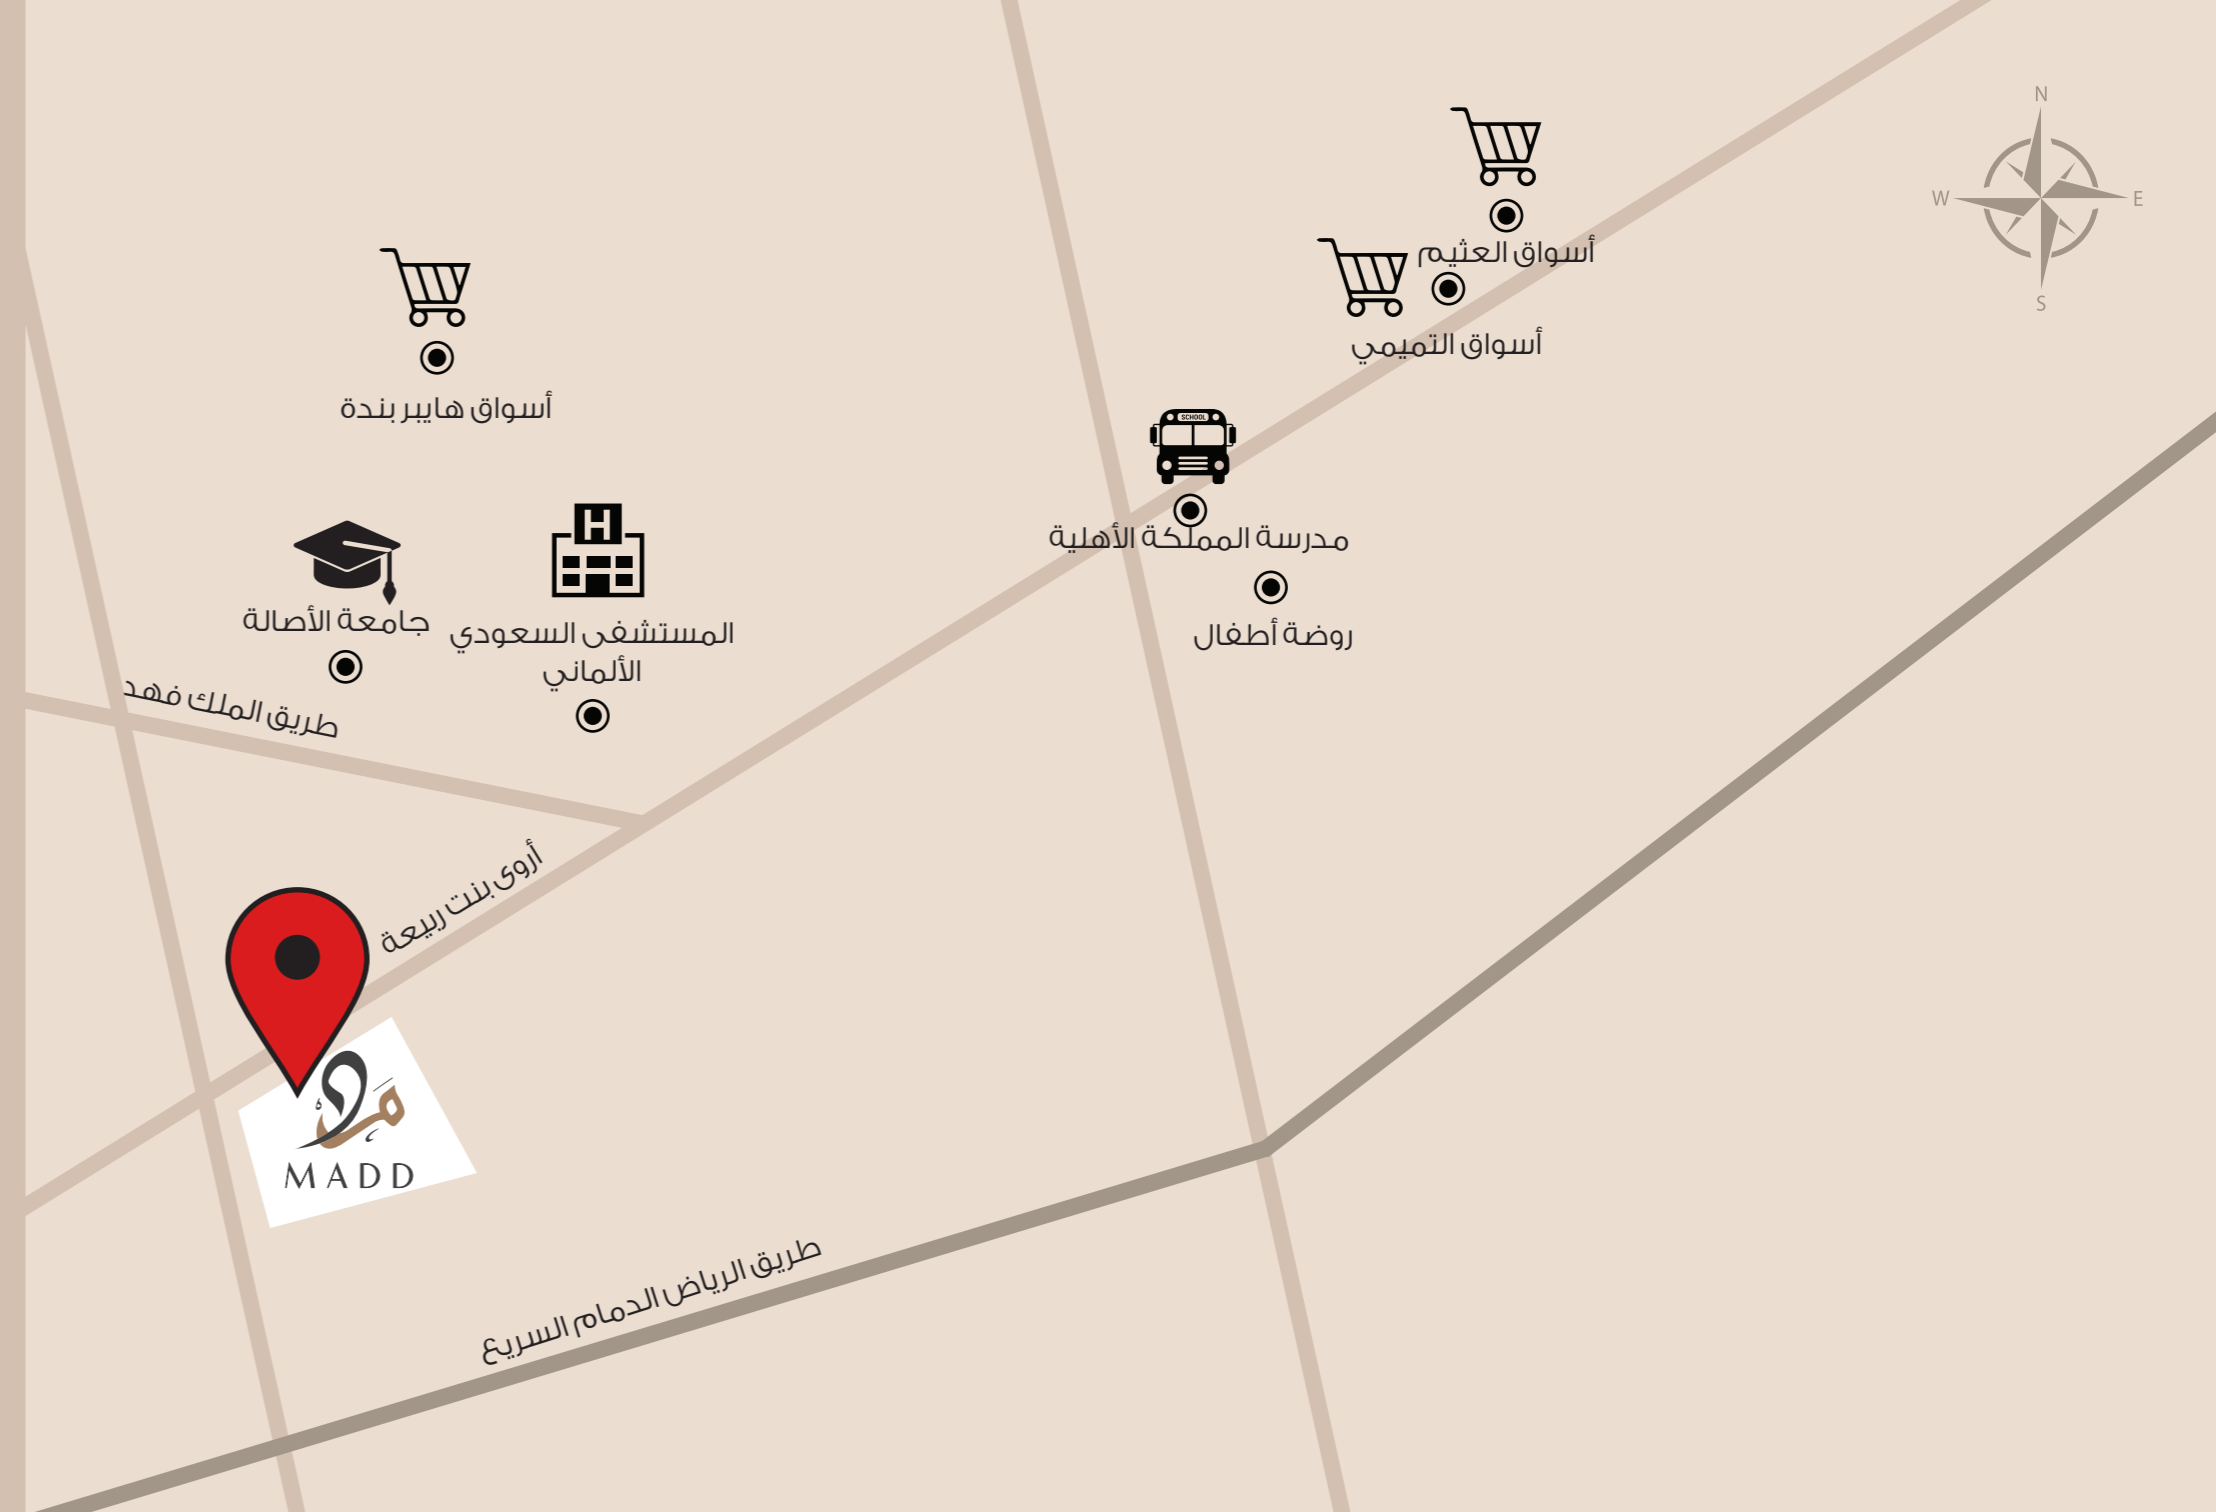 N
W
E
S
أسواق العثيم
أسواق التميمي
أسواق هايبر بندة
SCHOOL
مدرسة المملكة الأهلية
روضة أطفال
H
جامعة الأصالة
المستشفى السعودي
الألماني
طريق الملك فهد
أروى بنت ربيعة
مد
MADD
طريق الرياض الدمام السريع